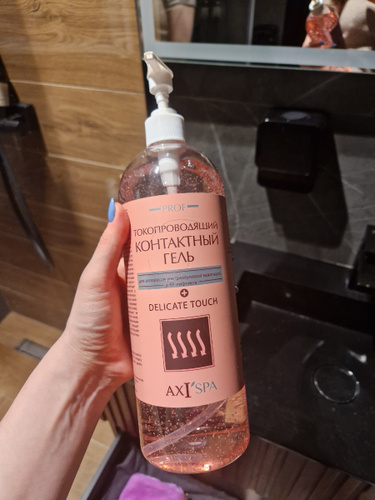 PROF
ТОКОПРОВОДЯЩИЙ
КОНТАКТНЫЙ
ГЕЛЬ
DELICATE TOUCH
AXI'SPA